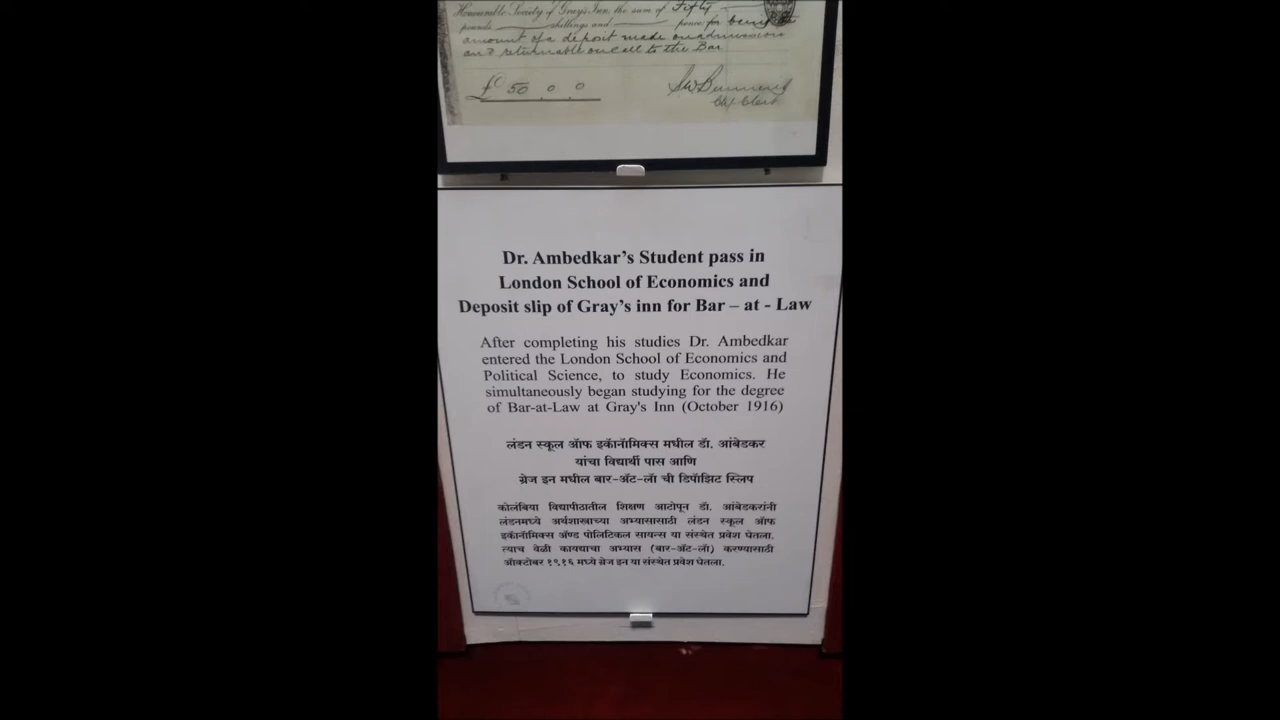 Honourable Society of Gray's Inn, the sum of Fifty
pounds shillings and pence for being the
amount of a deposit made on admission
and returnable on Call to the Bar
£ 50 0 0
Dr. Ambedkar's Student pass in
London School of Economics and
Deposit slip of Gray's inn for Bar – at - Law
After completing his studies Dr. Ambedkar
entered the London School of Economics and
Political Science, to study Economics. He
simultaneously began studying for the degree
of Bar-at-Law at Gray's Inn (October 1916)
लंडन स्कूल ऑफ इकॅानॅामिक्स मधील डॅा. आंबेडकर
यांचा विद्यार्थी पास आणि
ग्रेज इन मधील बार-ॲट-लॅा ची डिपॅाझिट स्लिप
कोलंबिया विद्यापीठातील शिक्षण आटोपून डॅा. आंबेडकरांनी
लंडनमध्ये अर्थशास्त्राच्या अभ्यासासाठी लंडन स्कूल ऑफ
इकॅानॅामिक्स ॲण्ड पोलिटिकल सायन्स या संस्थेत प्रवेश घेतला.
त्याच वेळी कायद्याचा अभ्यास (बार-ॲट-लॅा) करण्यासाठी
ऑक्टोबर १९१६ मध्ये ग्रेज इन या संस्थेत प्रवेश घेतला.